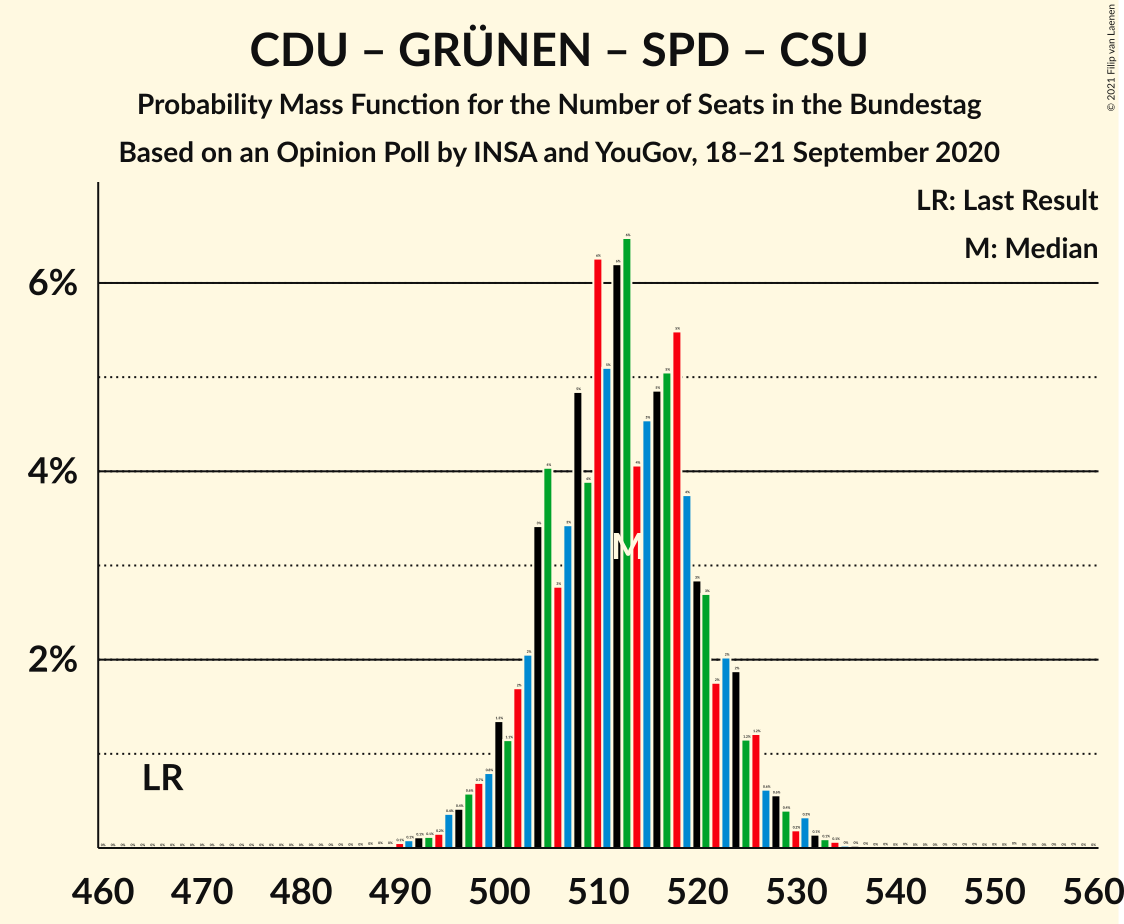 CDU – GRÜNEN – SPD – CSU
Probability Mass Function for the Number of Seats in the Bundestag
Based on an Opinion Poll by INSA and YouGov, 18–21 September 2020
© 2021 Filip van Laenen
LR: Last Result
M: Median
6%
4%
2%
LR
M
460 470 480 490 500 510 520 530 540 550 560